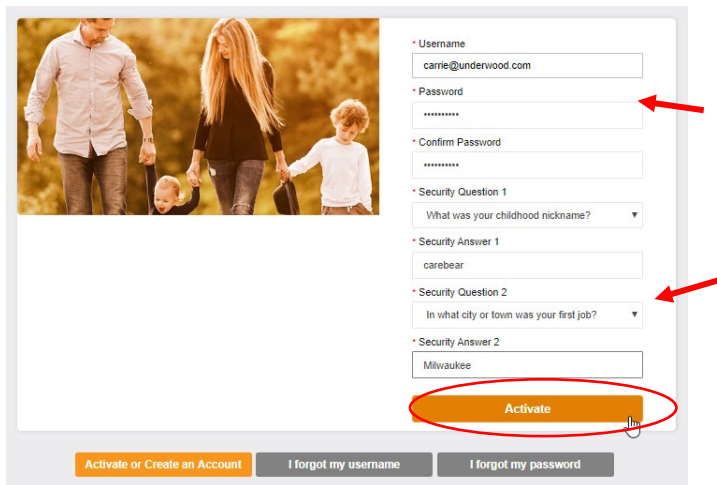 * Username
carrie@underwood.com
* Password
••••••••••
* Confirm Password
••••••••••
* Security Question 1
What was your childhood nickname?
* Security Answer 1
carebear
* Security Question 2
In what city or town was your first job?
* Security Answer 2
Milwaukee
Activate
Activate or Create an Account I forgot my username I forgot my password